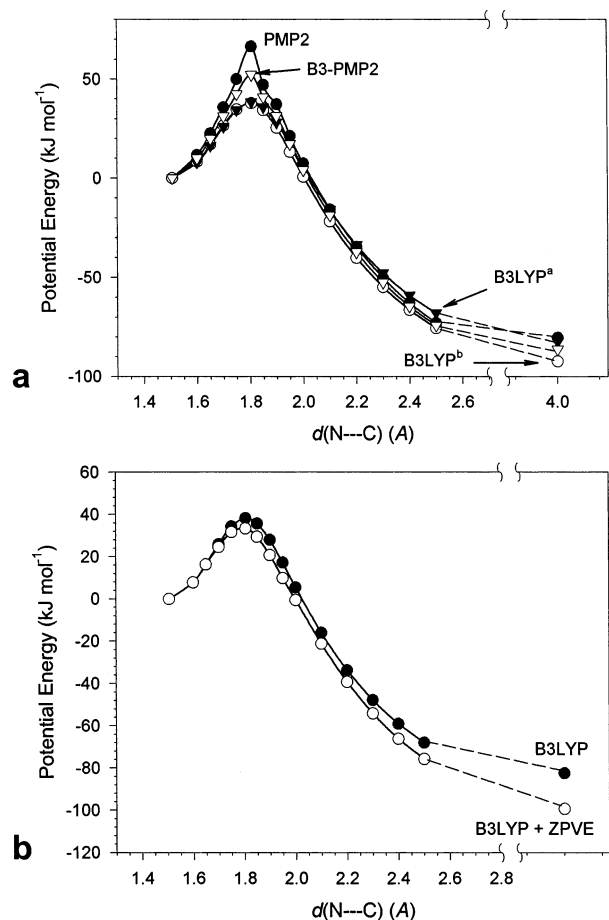 PMP2
B3-PMP2
B3LYPᵃ
B3LYPᵇ
Potential Energy (kJ mol⁻¹)
50
0
-50
-100
1.4 1.6 1.8 2.0 2.2 2.4 2.6 4.0
d(N---C) (A)
a
60
40
20
0
-20
-40
-60
-80
-100
-120
Potential Energy (kJ mol⁻¹)
B3LYP
B3LYP + ZPVE
1.4 1.6 1.8 2.0 2.2 2.4 2.6 2.8
d(N---C) (A)
b